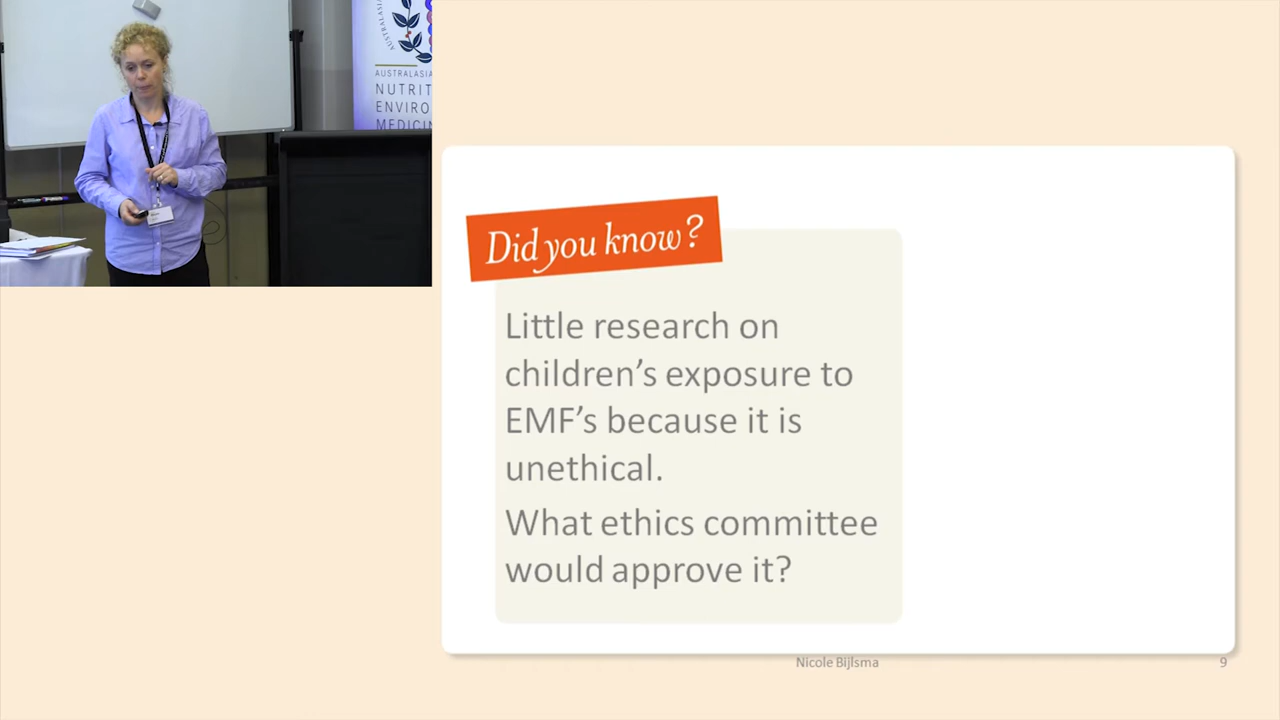 AUSTRALASIA
AUSTRALASIA
NUTRIT
ENVIRO
MEDICIN
Did you know?
Little research on
children's exposure to
EMF's because it is
unethical.
What ethics committee
would approve it?
Nicole Bijlsma
9